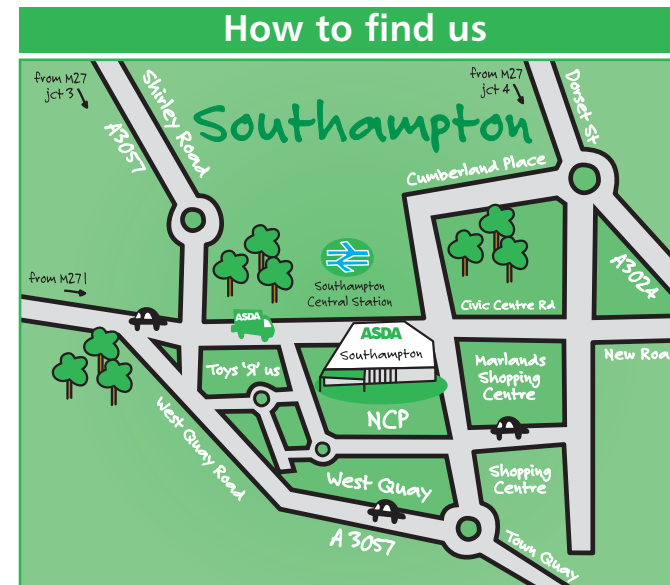 How to find us
from M27
jct 3
Shirley Road
A3057
Southampton
from M27
jct 4
Dorset St
Cumberland Place
A3024
from M271
Southampton
Central Station
Civic Centre Rd
ASDA
ASDA
Southampton
Toys 'Я' us
Marlands
Shopping
Centre
New Roa
NCP
West Quay Road
West Quay
Shopping
Centre
A 3057
Town Quay